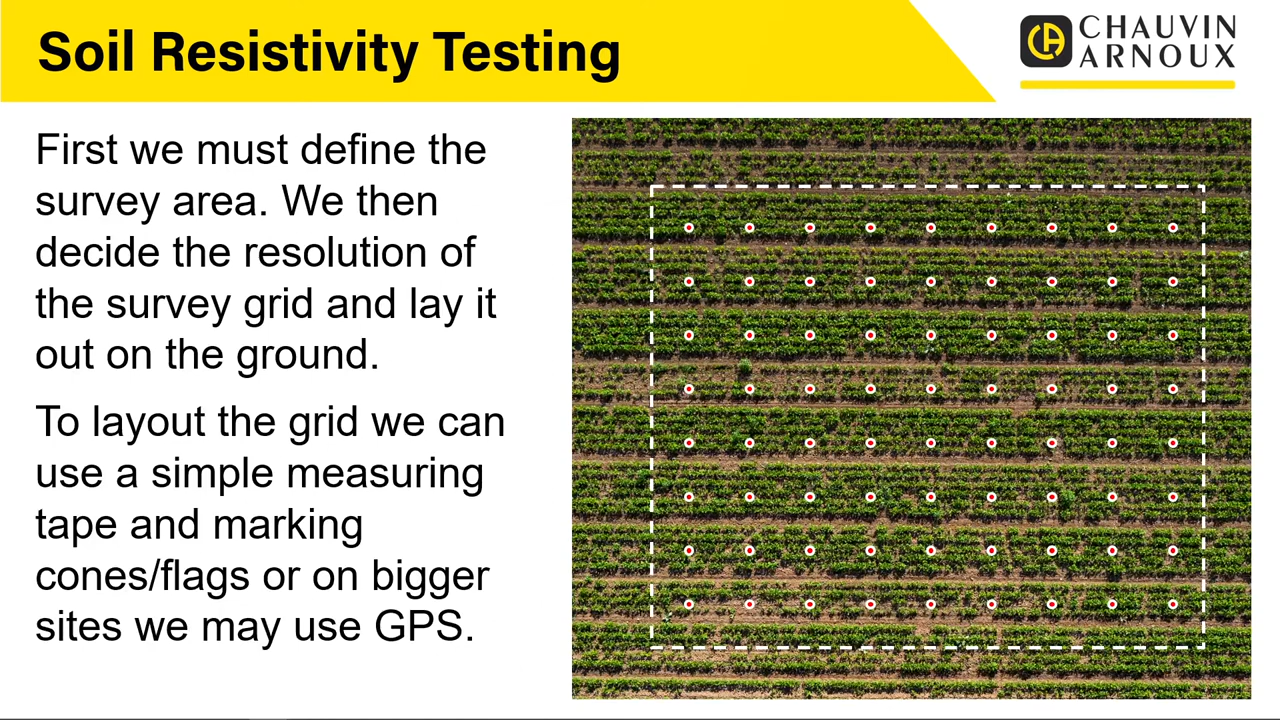 Soil Resistivity Testing
CHAUVIN
ARNOUX
First we must define the
survey area. We then
decide the resolution of
the survey grid and lay it
out on the ground.
To layout the grid we can
use a simple measuring
tape and marking
cones/flags or on bigger
sites we may use GPS.